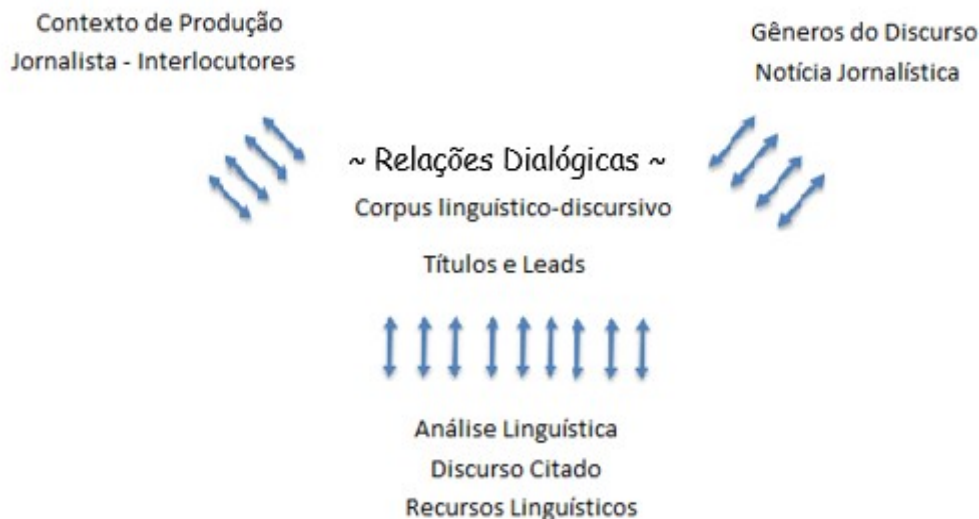 Contexto de Produção
Jornalista - Interlocutores
Gêneros do Discurso
Notícia Jornalística
~ Relações Dialógicas ~
Corpus linguístico-discursivo
Títulos e Leads
Análise Linguística
Discurso Citado
Recursos Linguísticos